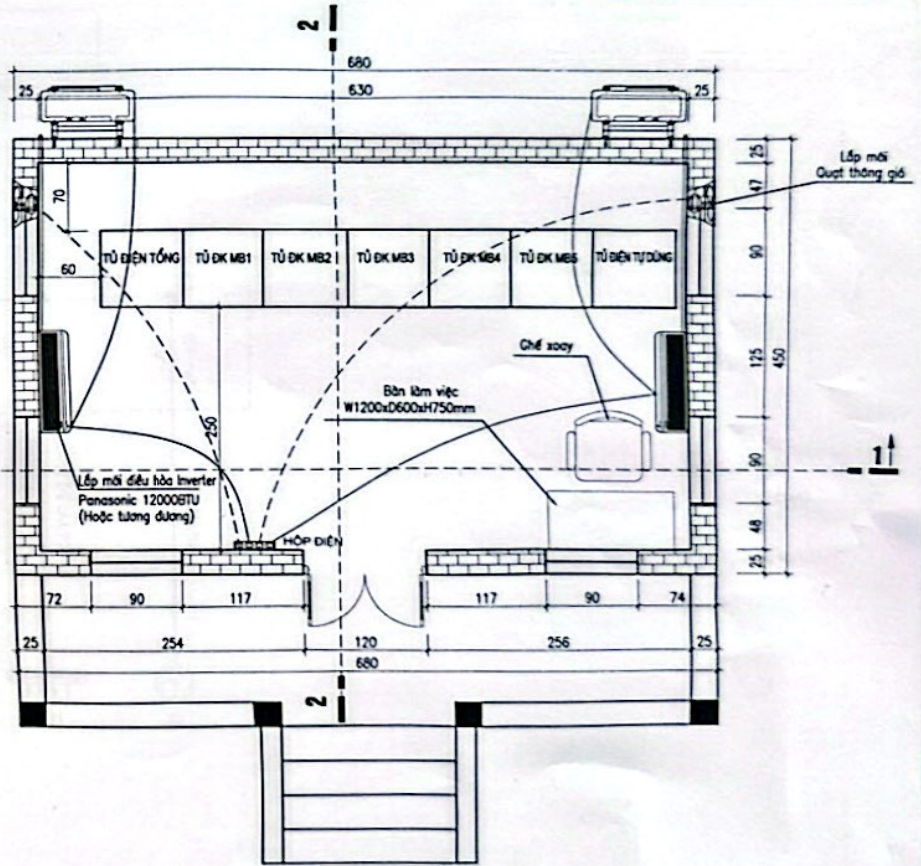 2
680
25 630 25
25
Lắp mới
Quạt thông gió
47
70
90
TỦ ĐIỆN TỔNG TỦ ĐK MB1 TỦ ĐK MB2 TỦ ĐK MB3 TỦ ĐK MB4 TỦ ĐK MB5 TỦ ĐIỆN TỰ DÙNG
60
125
450
Ghế xoay
Bàn làm việc
W1200xD600xH750mm
250
90
1
Lắp mới điều hòa Inverter
Panasonic 12000BTU
(Hoặc tương đương)
48
HỘP ĐIỆN
25
72 90 117 117 90 74
25 254 120 256 25
680
2